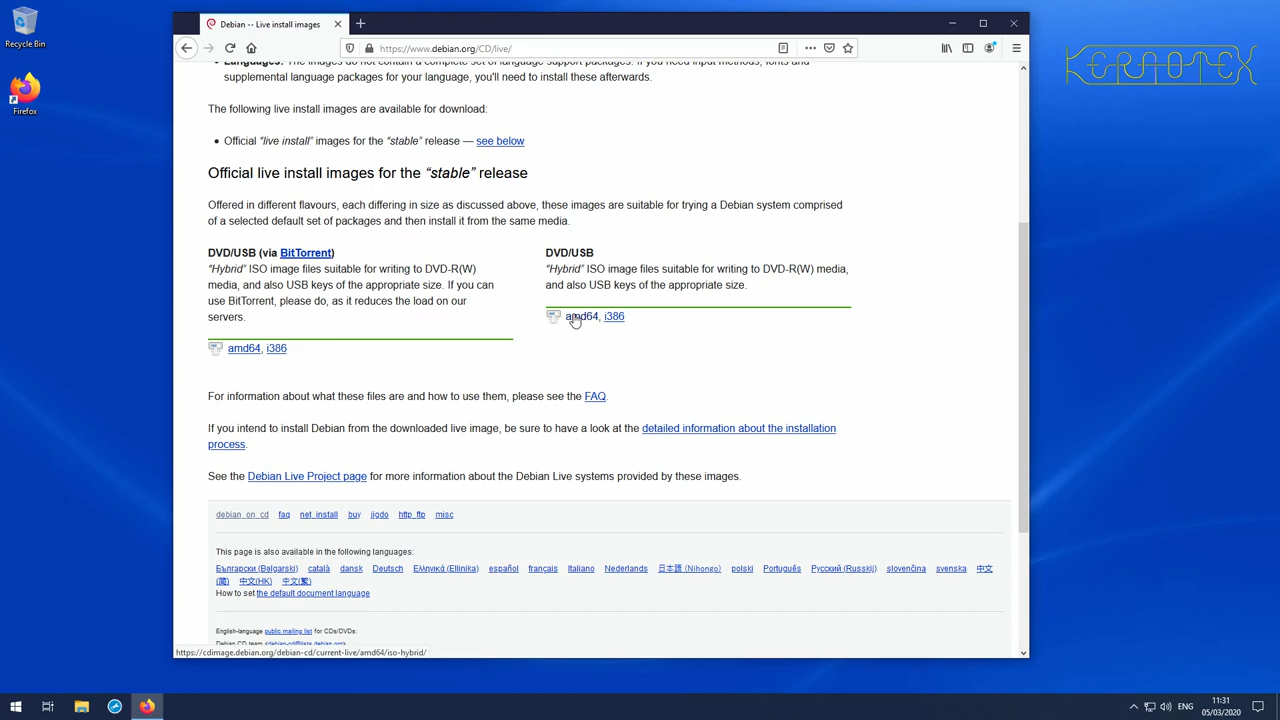 Recycle Bin
Firefox
Debian -- Live install images
https://www.debian.org/CD/live/
KERAOTEX
Languages: The images do not contain a complete set of language support packages. If you need input methods, fonts and
supplemental language packages for your language, you'll need to install these afterwards.
The following live install images are available for download:
Official “live install” images for the “stable” release — see below
Official live install images for the “stable” release
Offered in different flavours, each differing in size as discussed above, these images are suitable for trying a Debian system comprised
of a selected default set of packages and then install it from the same media.
DVD/USB (via BitTorrent)
“Hybrid” ISO image files suitable for writing to DVD-R(W)
media, and also USB keys of the appropriate size. If you can
use BitTorrent, please do, as it reduces the load on our
servers.
amd64, i386
DVD/USB
“Hybrid” ISO image files suitable for writing to DVD-R(W) media,
and also USB keys of the appropriate size.
amd64, i386
For information about what these files are and how to use them, please see the FAQ.
If you intend to install Debian from the downloaded live image, be sure to have a look at the detailed information about the installation
process.
See the Debian Live Project page for more information about the Debian Live systems provided by these images.
debian_on_cd faq net_install buy jigdo http_ftp misc
This page is also available in the following languages:
Български (Bəlgarski) català dansk Deutsch Ελληνικά (Ellinika) español français Italiano Nederlands 日本語 (Nihongo) polski Português Русский (Russkij) slovenčina svenska 中文
(简) 中文(HK) 中文(繁)
How to set the default document language
English-language public mailing list for CDs/DVDs:
Debian CD team <debian-cd@lists.debian.org>
https://cdimage.debian.org/debian-cd/current-live/amd64/iso-hybrid/
ENG
11:31
05/03/2020